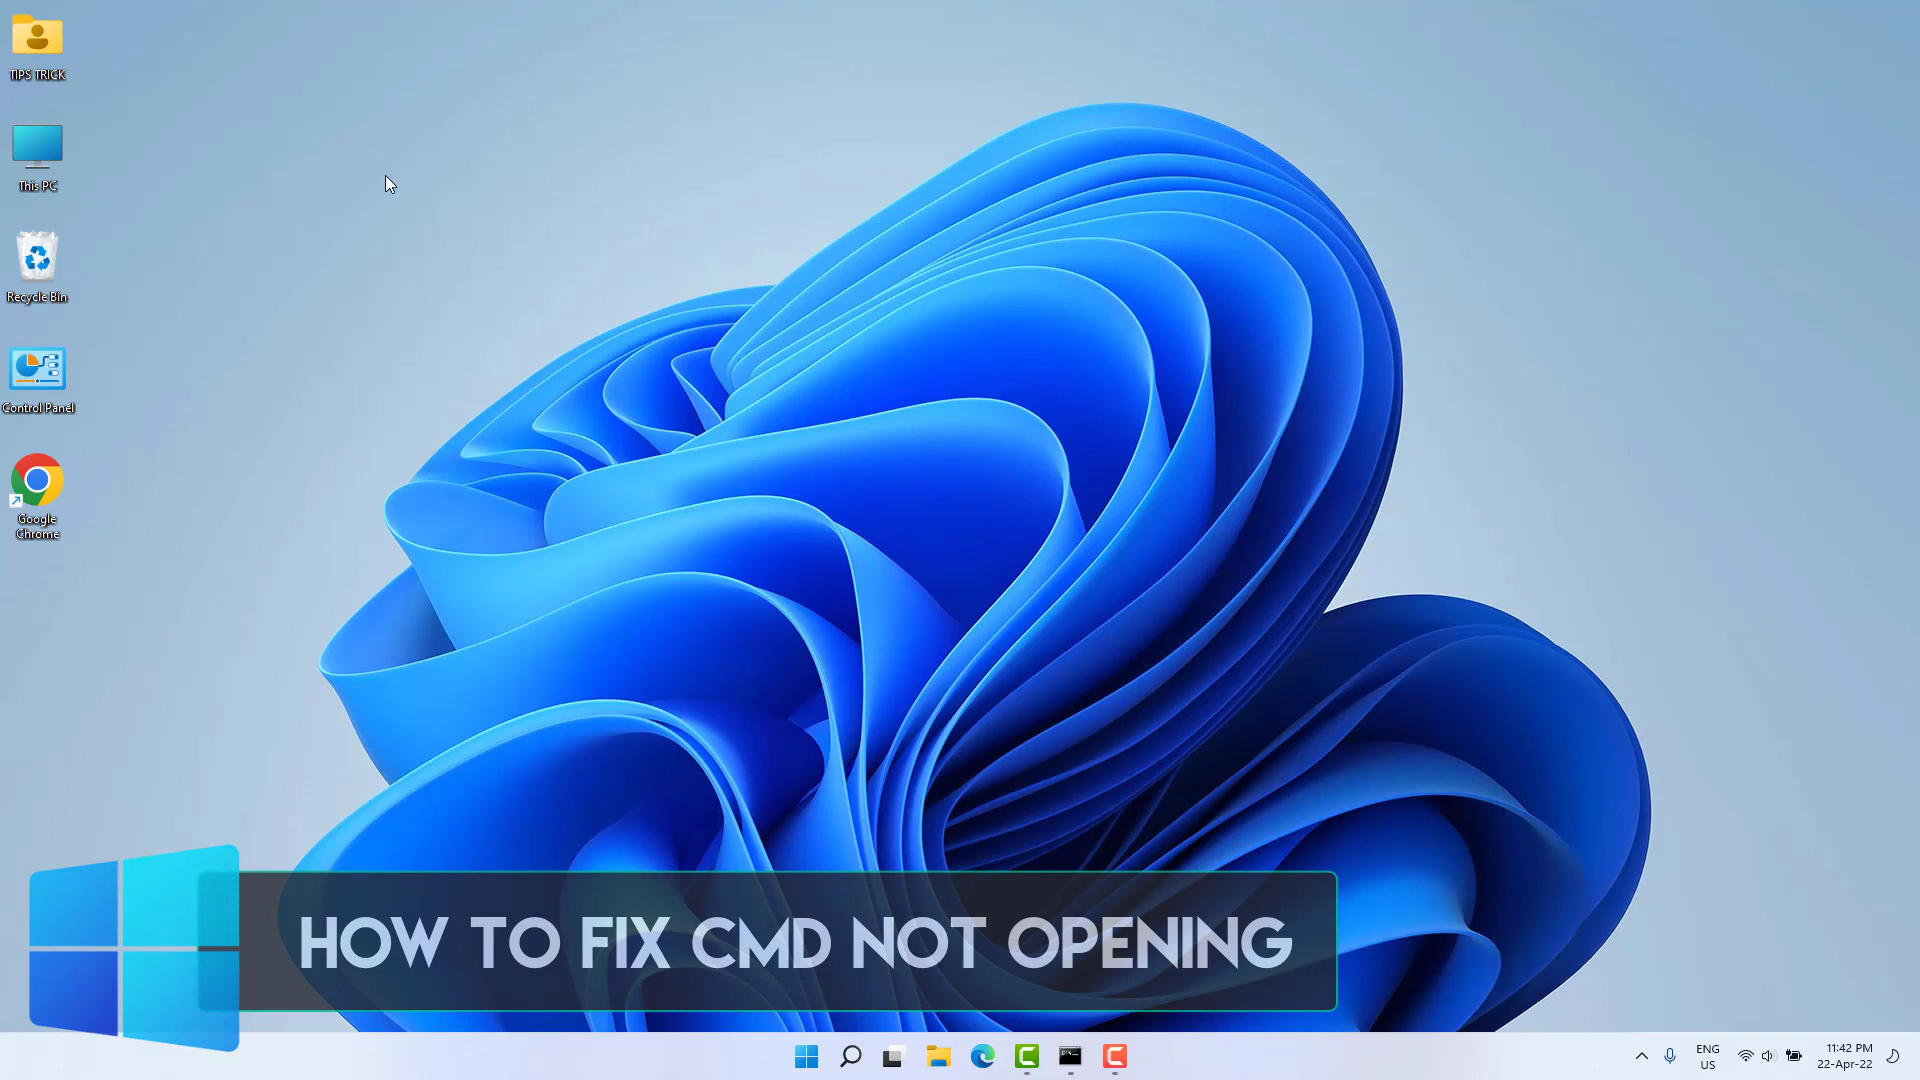 TIPS TRICK
This PC
Recycle Bin
Control Panel
Google
Chrome
HOW TO FIX CMD NOT OPENING
ENG
US
11:42 PM
22-Apr-22